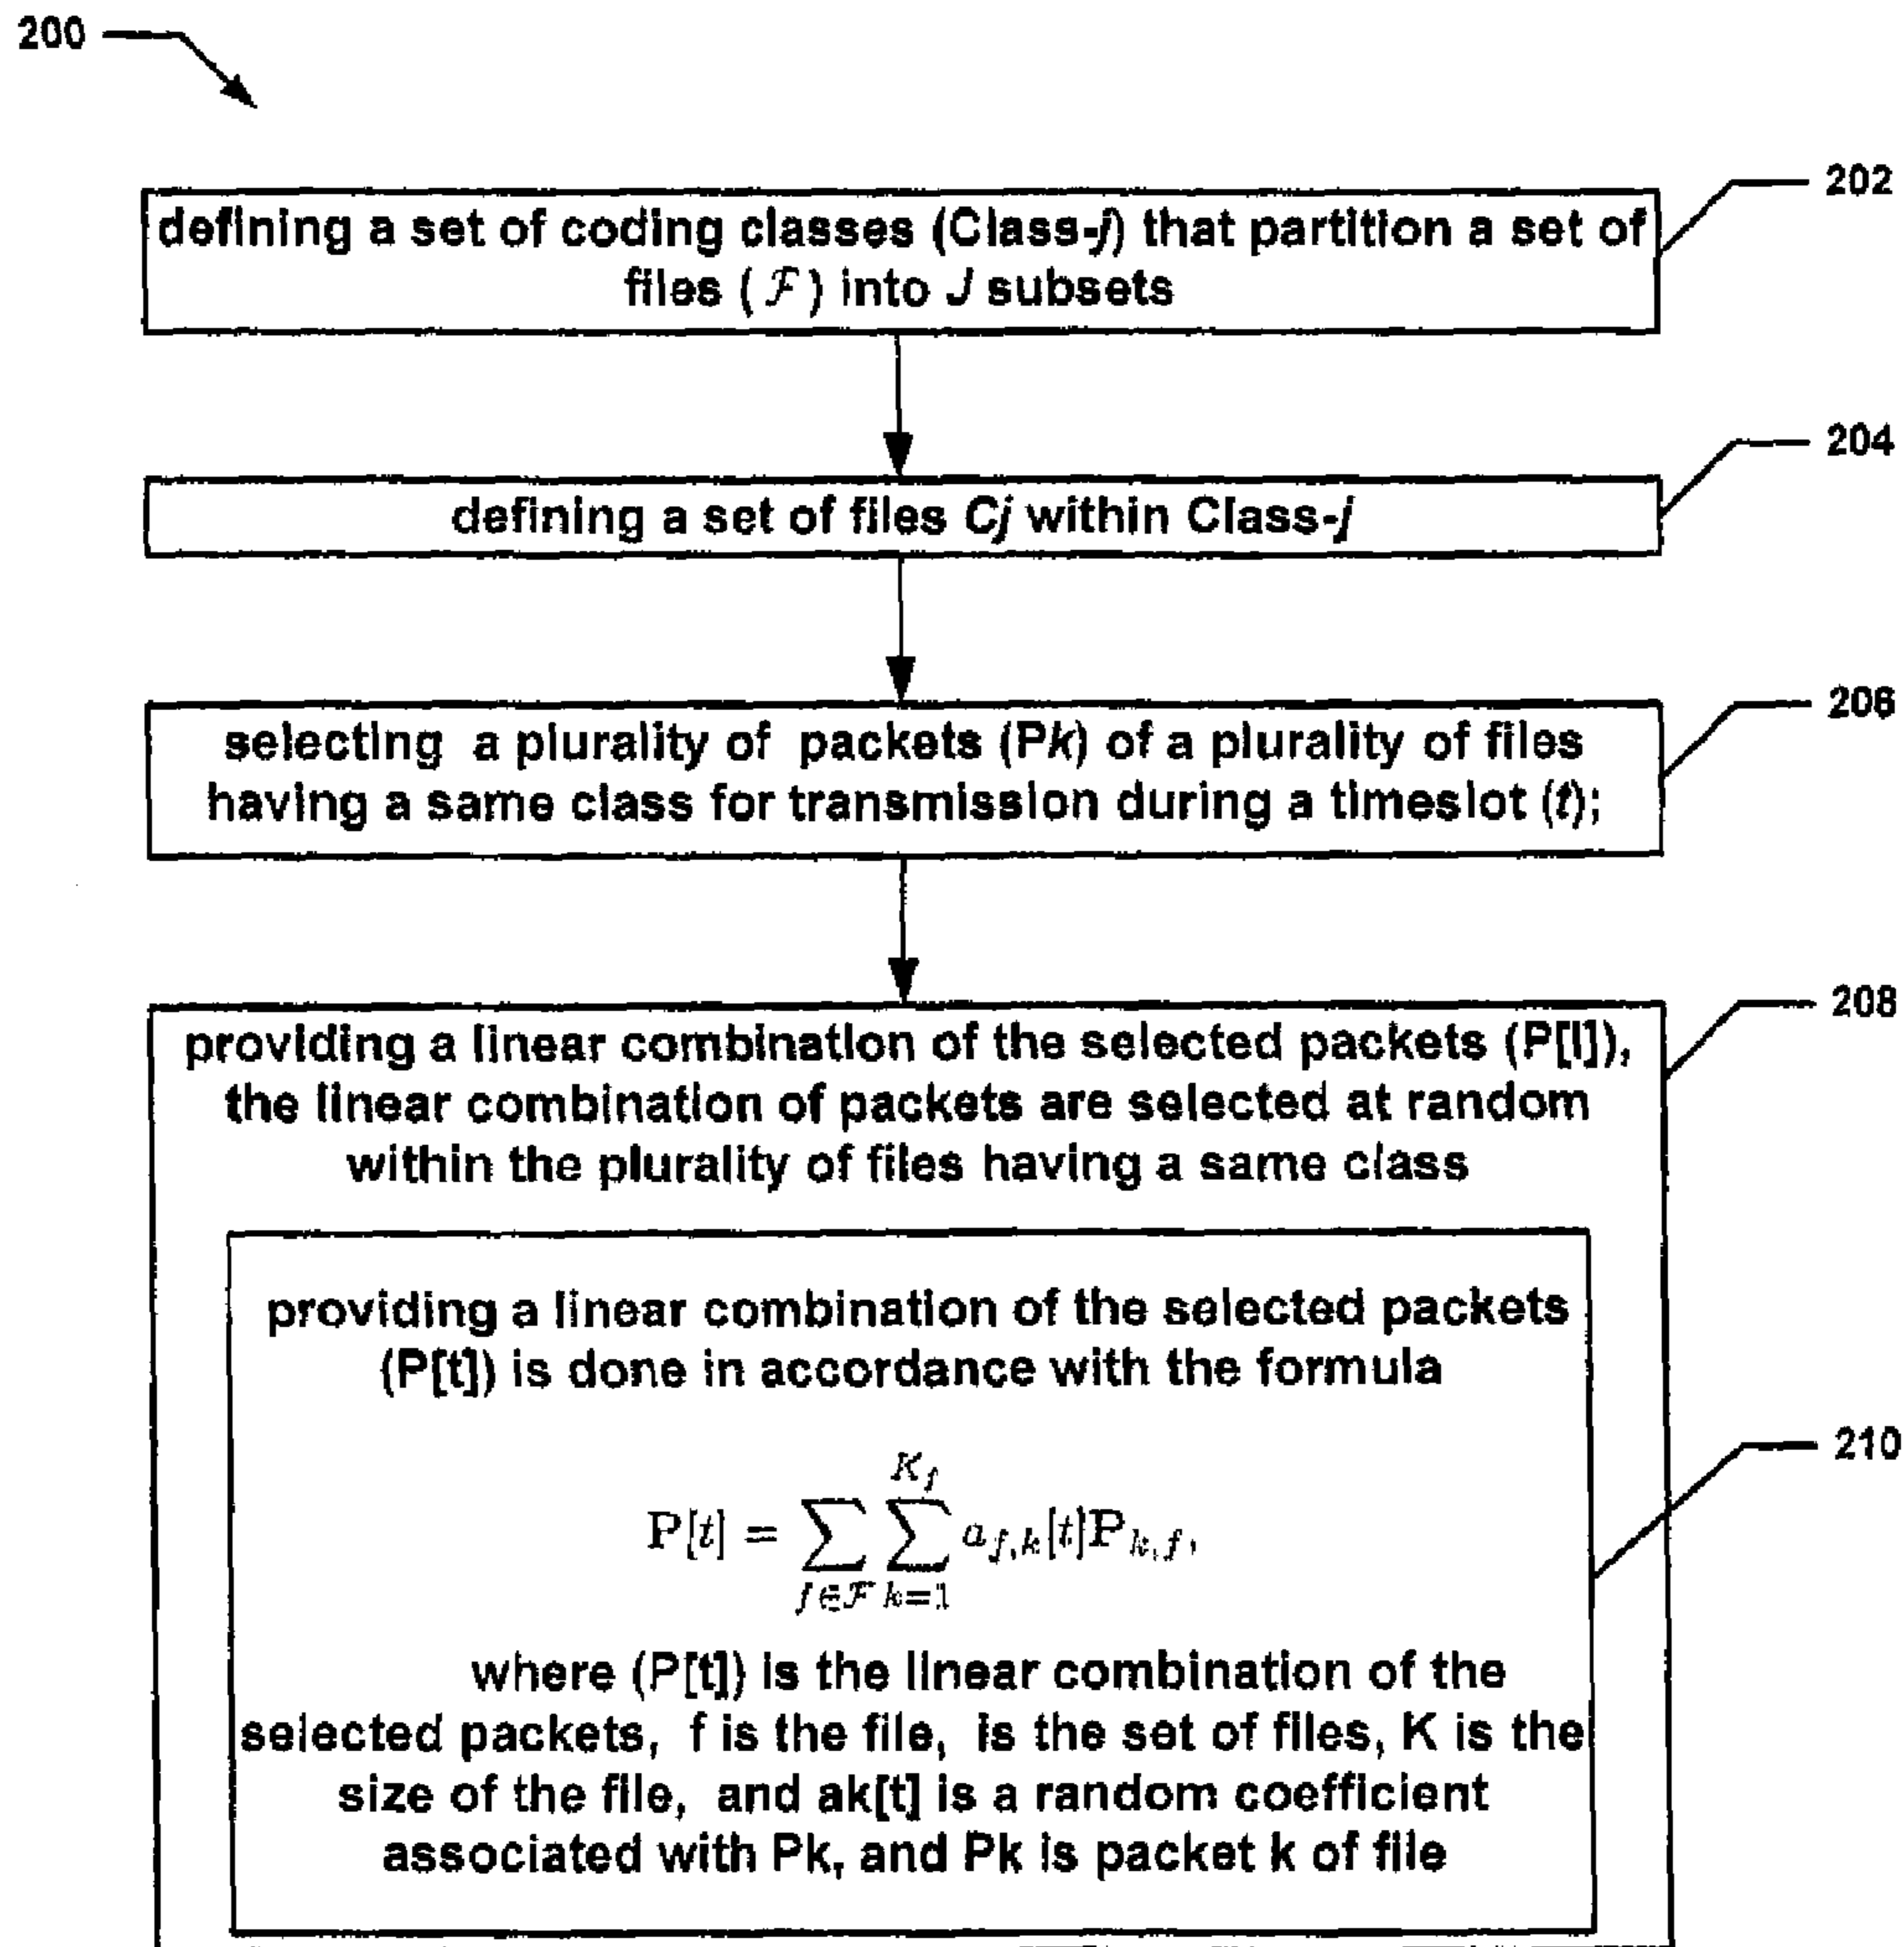 200
202
defining a set of coding classes (Class-j) that partition a set of
files (ℱ) into J subsets
204
defining a set of files Cj within Class-j
206
selecting a plurality of packets (Pk) of a plurality of files
having a same class for transmission during a timeslot (t);
208
providing a linear combination of the selected packets (P[l]),
the linear combination of packets are selected at random
within the plurality of files having a same class
providing a linear combination of the selected packets
(P[t]) is done in accordance with the formula
210
P[t] = ∑_{f∈ℱ} ∑_{k=1}^{K_f} a_{f,k}[t]P_{k,f},
where (P[t]) is the linear combination of the
selected packets, f is the file, is the set of files, K is the
size of the file, and ak[t] is a random coefficient
associated with Pk, and Pk is packet k of file